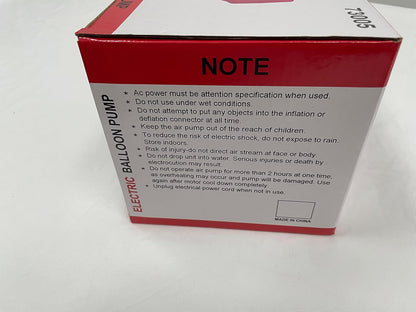 73005
NOTE
ELECTRIC BALLOON PUMP
* Ac power must be attention specification when used.
* Do not use under wet conditions.
* Do not attempt to put any objects into the inflation or
deflation connector at all time.
* Keep the air pump out of the reach of children.
* To reduce the risk of electric shock, do not expose to rain.
Store indoors.
* Risk of injury-do not direct air stream at face or body.
* Do not drop unit into water. Serious injuries or death by
electrocution may result.
* Do not operate air pump for more than 2 hours at one time,
as overheating may occur and pump will be damaged. Use
again after motor cool down completely.
* Unplug electrical power cord when not in use.
MADE IN CHINA